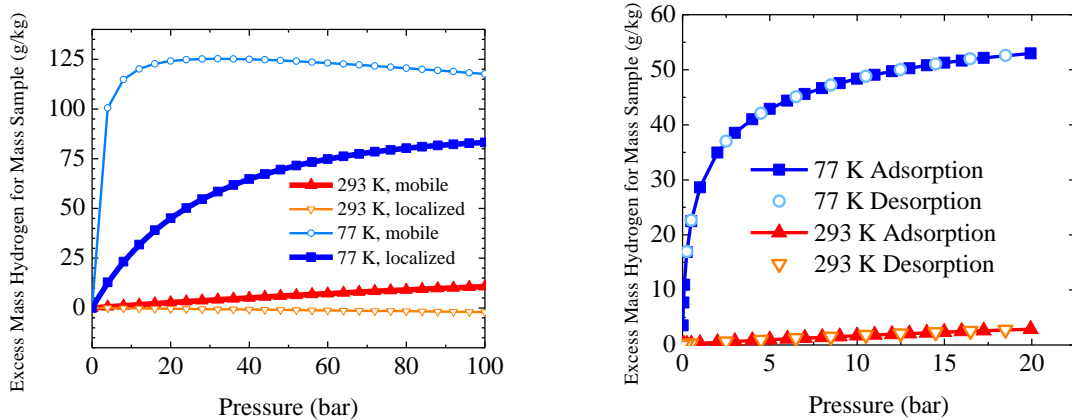 Excess Mass Hydrogen for Mass Sample (g/kg)
125
100
75
50
25
0
0
20
40
60
80
100
Pressure (bar)
293 K, mobile
293 K, localized
77 K, mobile
77 K, localized
Excess Mass Hydrogen for Mass Sample (g/kg)
60
50
40
30
20
10
0
0
5
10
15
20
Pressure (bar)
77 K Adsorption
77 K Desorption
293 K Adsorption
293 K Desorption